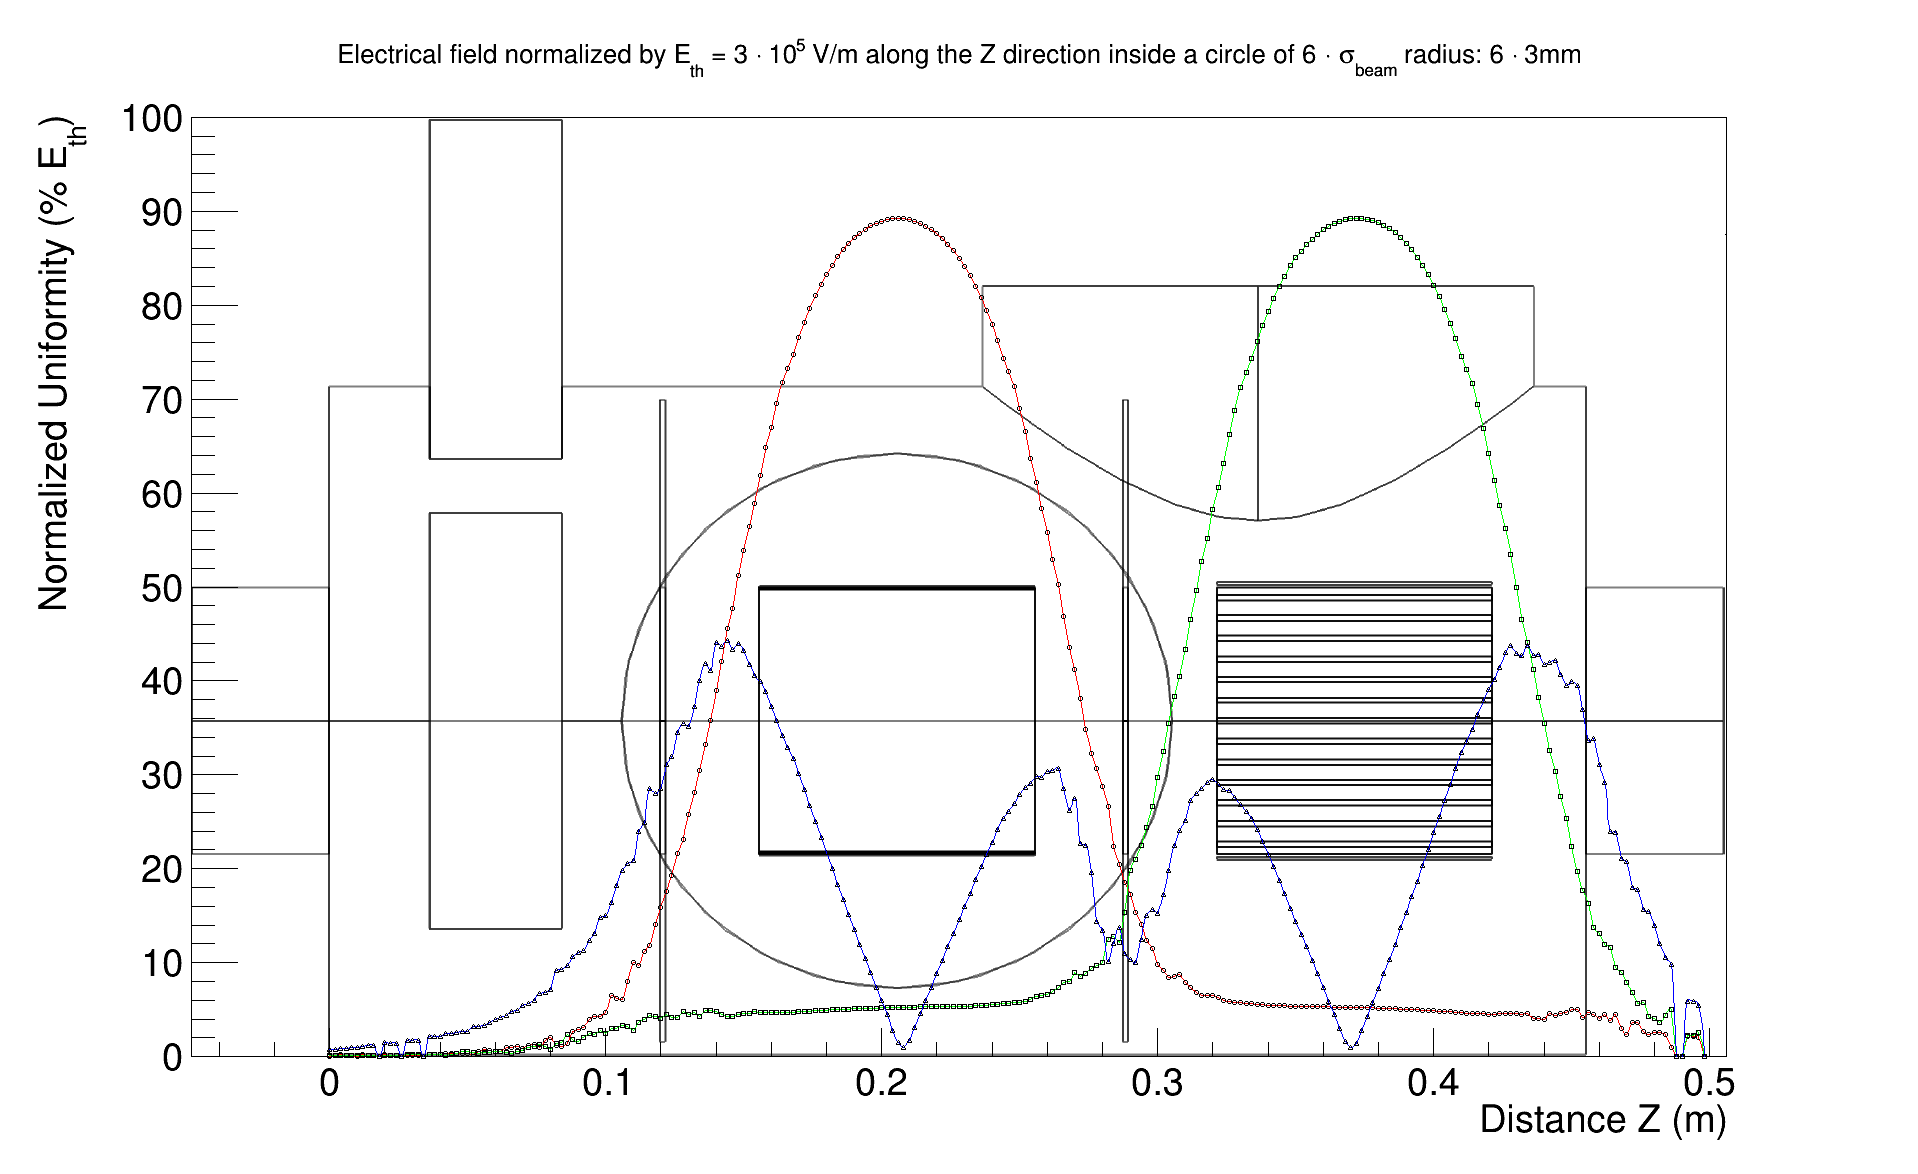 Electrical field normalized by E_th = 3 · 10^5 V/m along the Z direction inside a circle of 6 · σ_beam radius: 6 · 3mm
Normalized Uniformity (% E_th)
100
90
80
70
60
50
40
30
20
10
0
0 0.1 0.2 0.3 0.4 0.5
Distance Z (m)